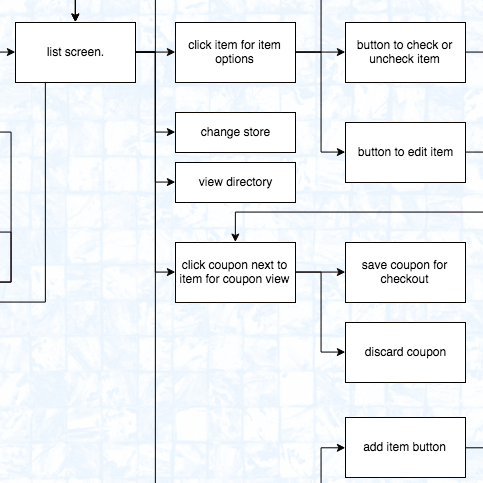 list screen.
click item for item
options
button to check or
uncheck item
change store
button to edit item
view directory
click coupon next to
item for coupon view
save coupon for
checkout
discard coupon
add item button